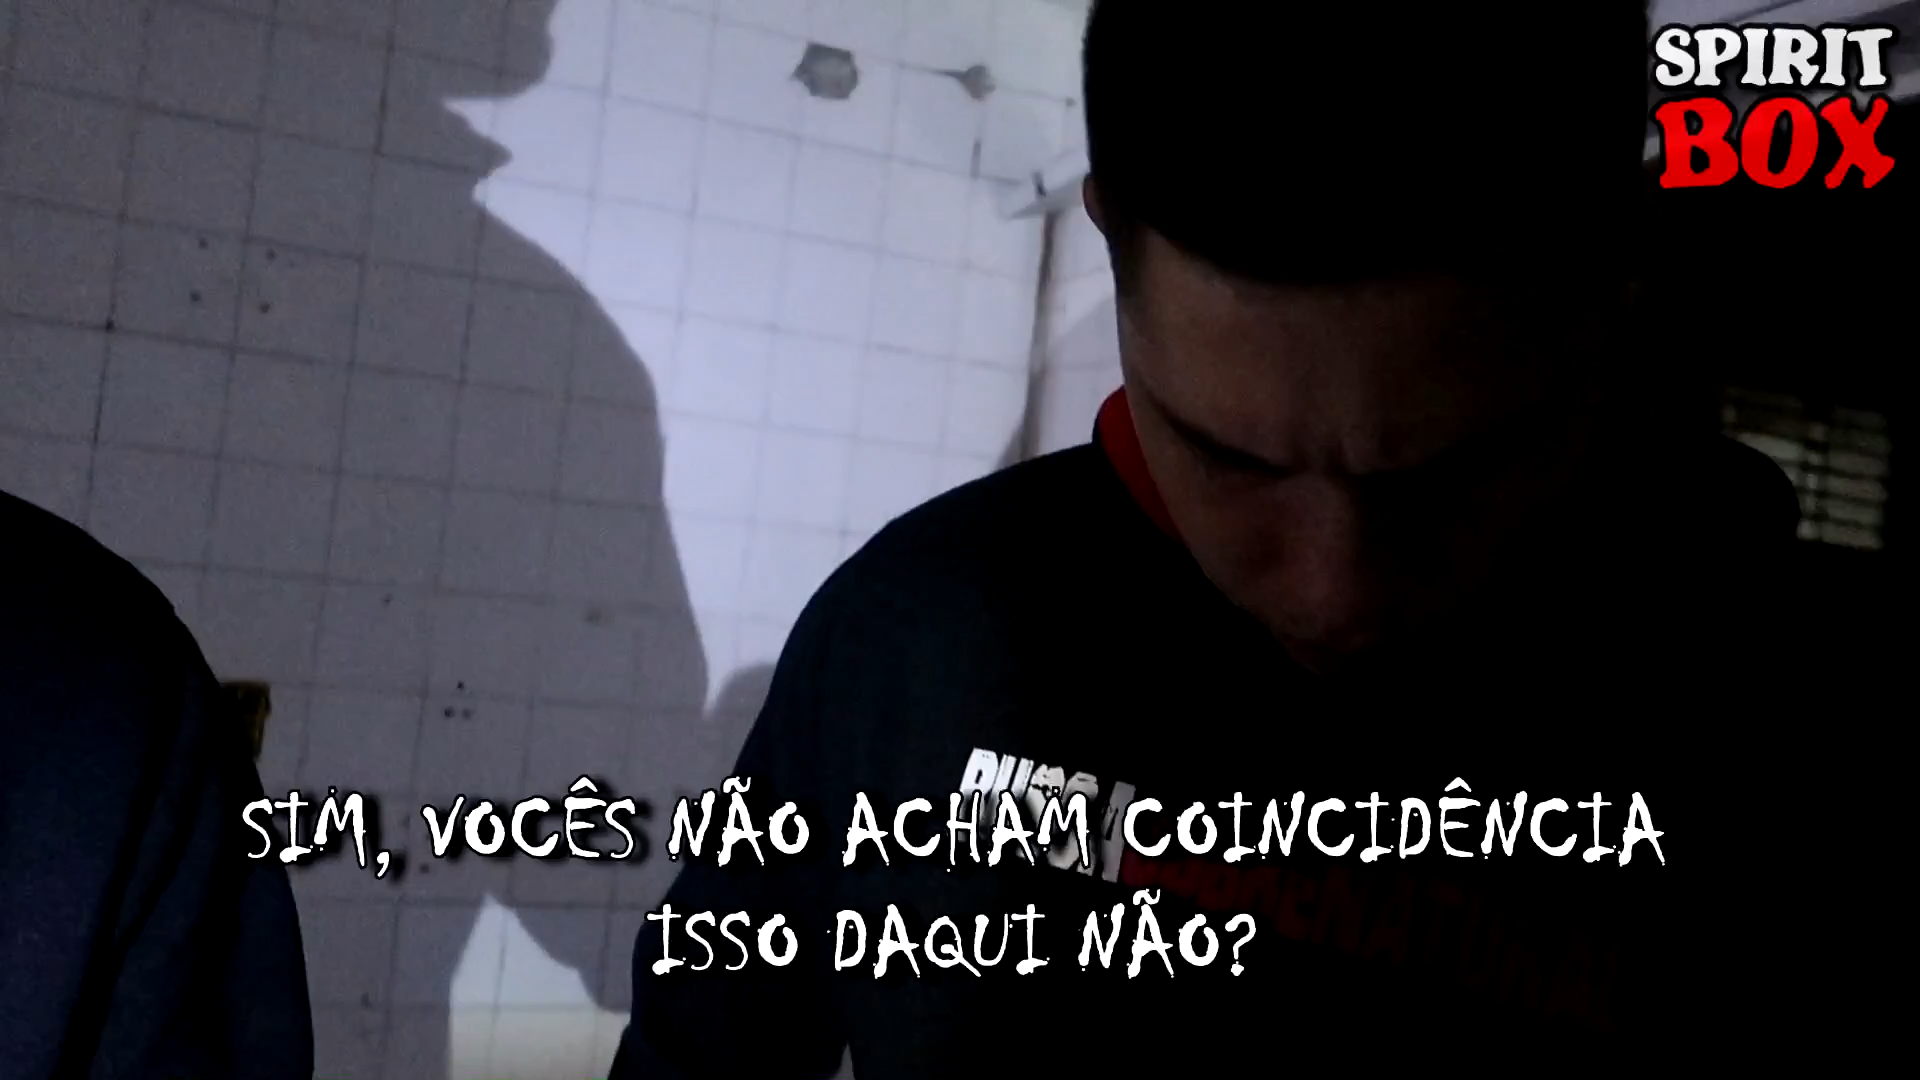 SPIRIT
BOX
SIM, VOCÊS NÃO ACHAM COINCIDÊNCIA
ISSO DAQUI NÃO?